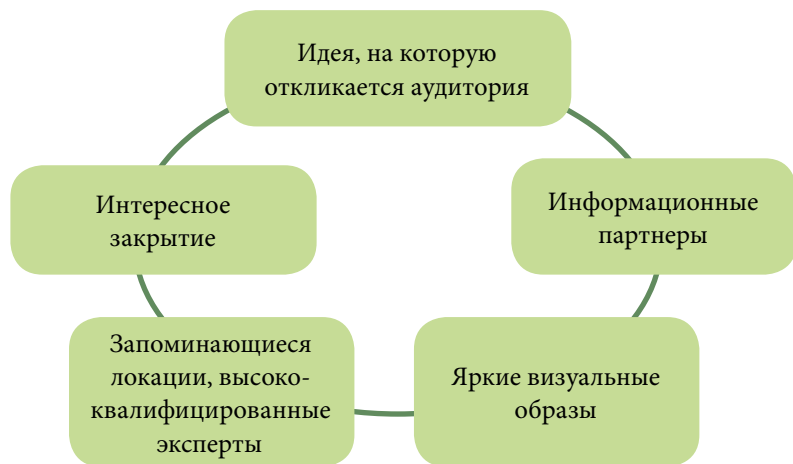 Идея, на которую
откликается аудитория
Информационные
партнеры
Яркие визуальные
образы
Запоминающиеся
локации, высоко-
квалифицированные
эксперты
Интересное
закрытие